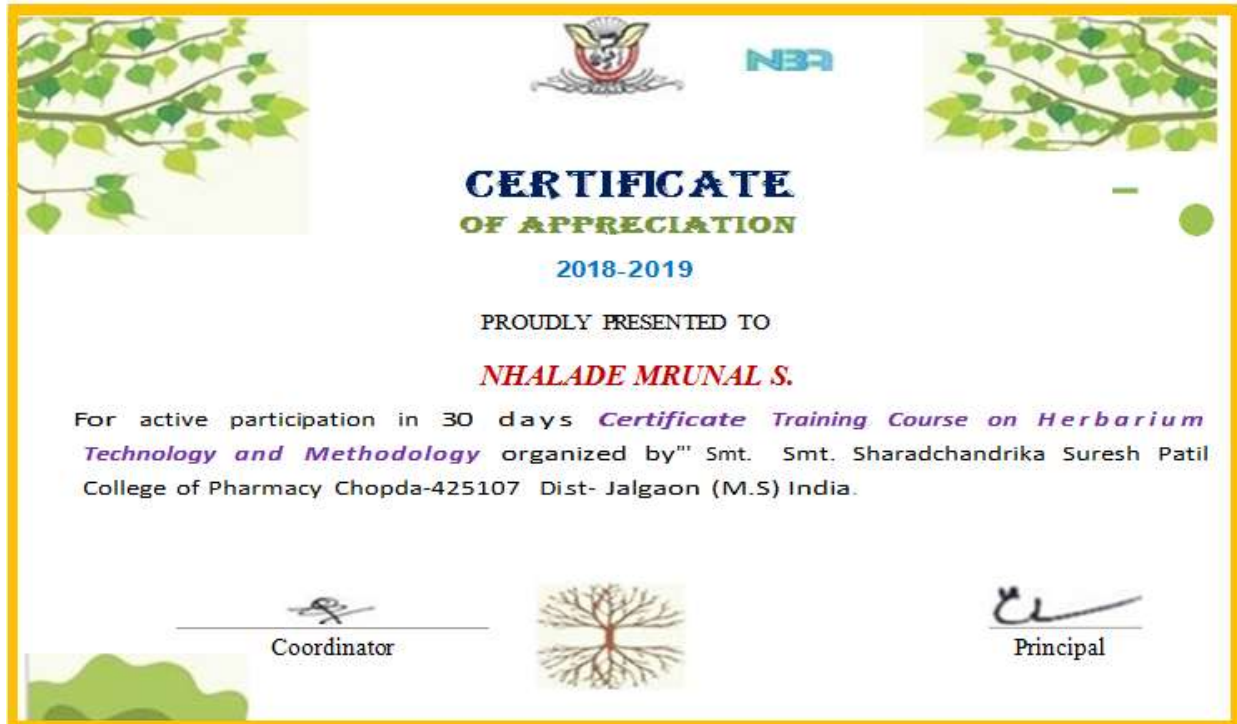 NBA
CERTIFICATE
OF APPRECIATION
2018-2019
PROUDLY PRESENTED TO
NHALADE MRUNAL S.
For active participation in 30 days Certificate Training Course on Herbarium
Technology and Methodology organized by"' Smt. Smt. Sharadchandrika Suresh Patil
College of Pharmacy Chopda-425107 Dist- Jalgaon (M.S) India.
Coordinator
Principal